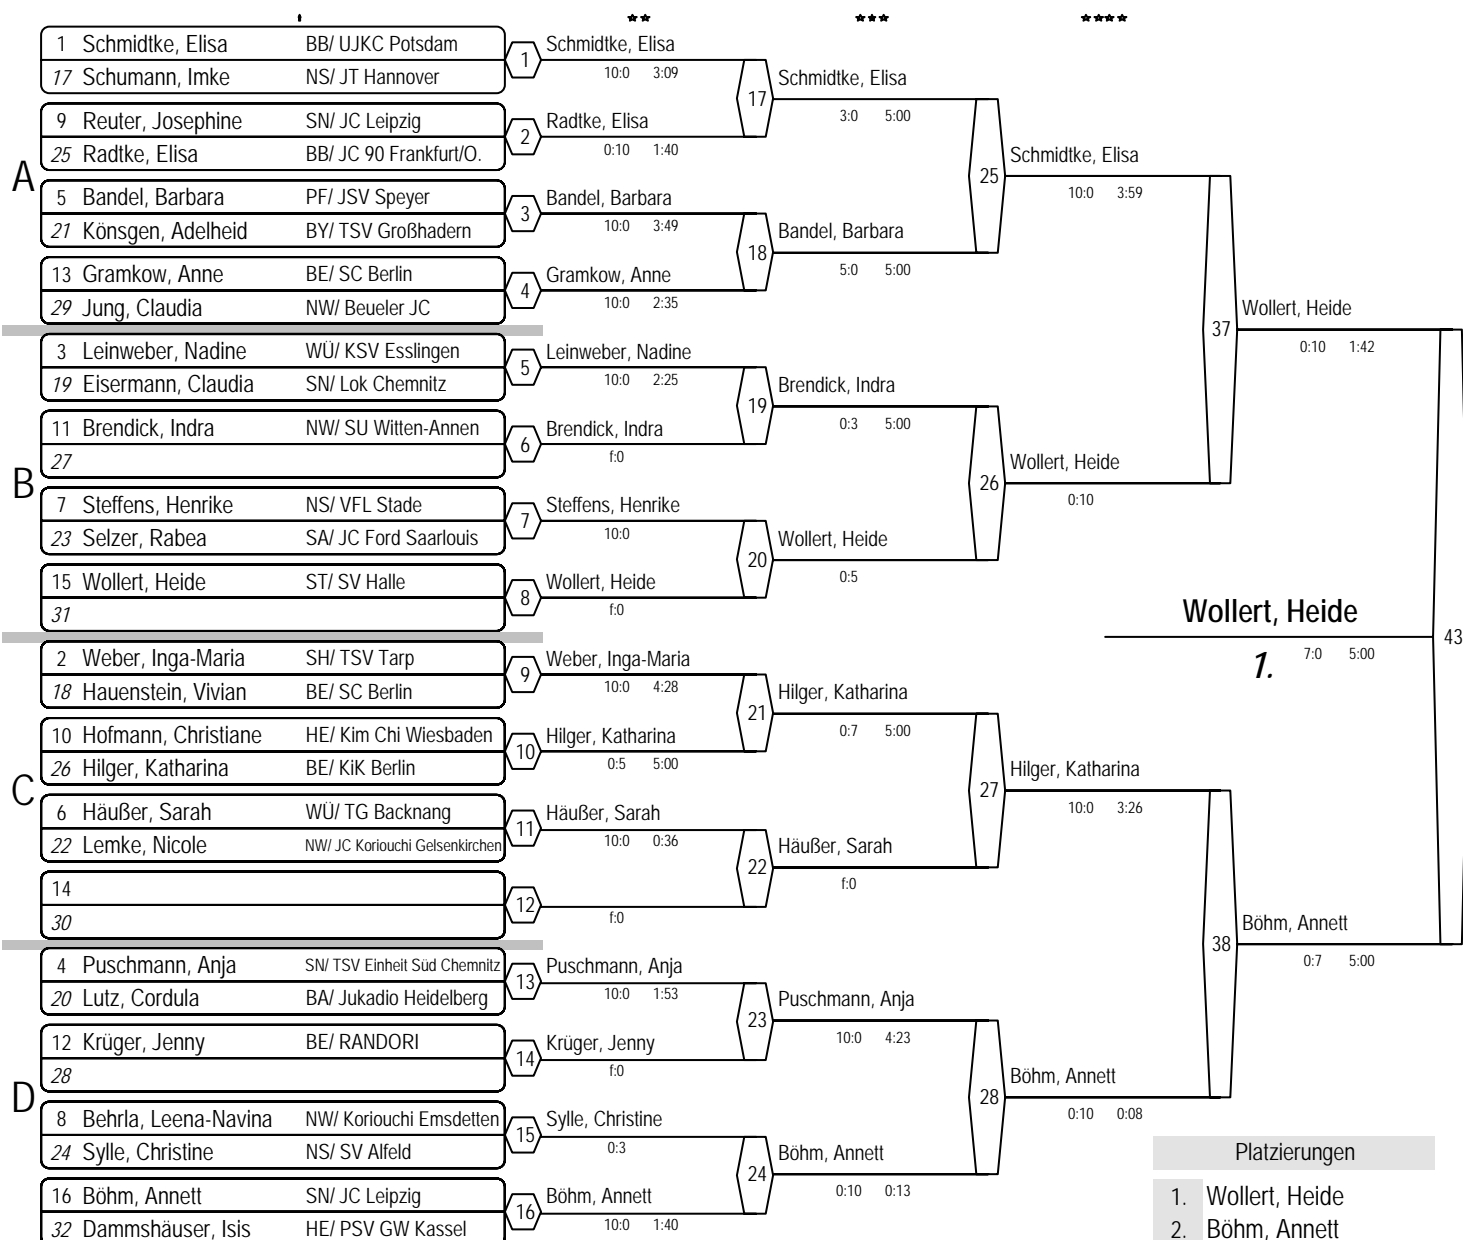 * ** *** ****
A
1 Schmidtke, Elisa BB/ UJKC Potsdam
17 Schumann, Imke NS/ JT Hannover
9 Reuter, Josephine SN/ JC Leipzig
25 Radtke, Elisa BB/ JC 90 Frankfurt/O.
5 Bandel, Barbara PF/ JSV Speyer
21 Könsgen, Adelheid BY/ TSV Großhadern
13 Gramkow, Anne BE/ SC Berlin
29 Jung, Claudia NW/ Beueler JC
B
3 Leinweber, Nadine WÜ/ KSV Esslingen
19 Eisermann, Claudia SN/ Lok Chemnitz
11 Brendick, Indra NW/ SU Witten-Annen
27
7 Steffens, Henrike NS/ VFL Stade
23 Selzer, Rabea SA/ JC Ford Saarlouis
15 Wollert, Heide ST/ SV Halle
31
C
2 Weber, Inga-Maria SH/ TSV Tarp
18 Hauenstein, Vivian BE/ SC Berlin
10 Hofmann, Christiane HE/ Kim Chi Wiesbaden
26 Hilger, Katharina BE/ KiK Berlin
6 Häußer, Sarah WÜ/ TG Backnang
22 Lemke, Nicole NW/ JC Koriouchi Gelsenkirchen
14
30
D
4 Puschmann, Anja SN/ TSV Einheit Süd Chemnitz
20 Lutz, Cordula BA/ Jukadio Heidelberg
12 Krüger, Jenny BE/ RANDORI
28
8 Behrla, Leena-Navina NW/ Koriouchi Emsdetten
24 Sylle, Christine NS/ SV Alfeld
16 Böhm, Annett SN/ JC Leipzig
32 Dammshäuser, Isis HE/ PSV GW Kassel
1 Schmidtke, Elisa
10:0 3:09
2 Radtke, Elisa
0:10 1:40
3 Bandel, Barbara
10:0 3:49
4 Gramkow, Anne
10:0 2:35
5 Leinweber, Nadine
10:0 2:25
6 Brendick, Indra
f:0
7 Steffens, Henrike
10:0
8 Wollert, Heide
f:0
9 Weber, Inga-Maria
10:0 4:28
10 Hilger, Katharina
0:5 5:00
11 Häußer, Sarah
10:0 0:36
12
f:0
13 Puschmann, Anja
10:0 1:53
14 Krüger, Jenny
f:0
15 Sylle, Christine
0:3
16 Böhm, Annett
10:0 1:40
17 Schmidtke, Elisa
3:0 5:00
18 Bandel, Barbara
5:0 5:00
19 Brendick, Indra
0:3 5:00
20 Wollert, Heide
0:5
21 Hilger, Katharina
0:7 5:00
22 Häußer, Sarah
f:0
23 Puschmann, Anja
10:0 4:23
24 Böhm, Annett
0:10 0:13
25 Schmidtke, Elisa
10:0 3:59
26 Wollert, Heide
0:10
27 Hilger, Katharina
10:0 3:26
28 Böhm, Annett
0:10 0:08
37 Wollert, Heide
0:10 1:42
38 Böhm, Annett
0:7 5:00
Wollert, Heide
43
1. 7:0 5:00
Platzierungen
1. Wollert, Heide
2. Böhm, Annett